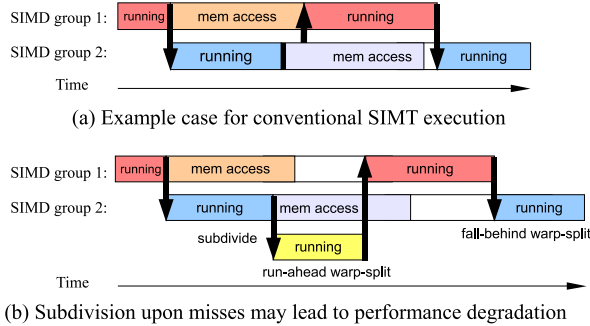 SIMD group 1: running mem access running
SIMD group 2: running mem access running
Time
(a) Example case for conventional SIMT execution
SIMD group 1: running mem access running
SIMD group 2: running mem access running
subdivide running fall-behind warp-split
run-ahead warp-split
Time
(b) Subdivision upon misses may lead to performance degradation